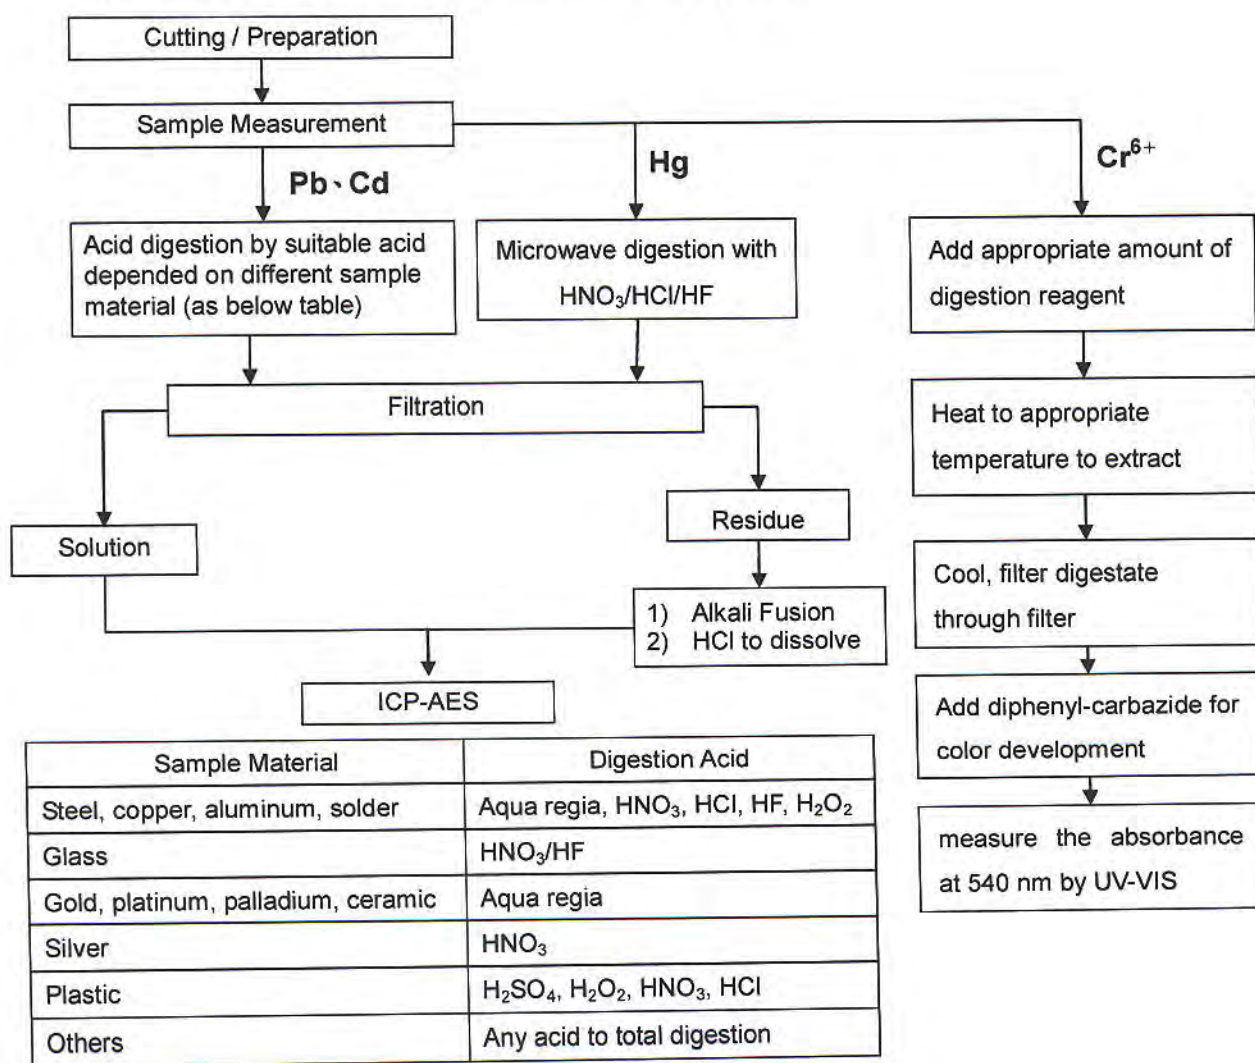 Cutting / Preparation
Sample Measurement
Pb、Cd
Hg
Cr⁶⁺
Acid digestion by suitable acid
depended on different sample
material (as below table)
Microwave digestion with
HNO₃/HCl/HF
Add appropriate amount of
digestion reagent
Filtration
Heat to appropriate
temperature to extract
Solution
Residue
1) Alkali Fusion
2) HCl to dissolve
Cool, filter digestate
through filter
ICP-AES
Add diphenyl-carbazide for
color development
measure the absorbance
at 540 nm by UV-VIS
Sample Material Digestion Acid
Steel, copper, aluminum, solder Aqua regia, HNO₃, HCl, HF, H₂O₂
Glass HNO₃/HF
Gold, platinum, palladium, ceramic Aqua regia
Silver HNO₃
Plastic H₂SO₄, H₂O₂, HNO₃, HCl
Others Any acid to total digestion